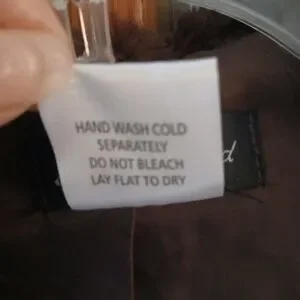 HAND WASH COLD
SEPARATELY
DO NOT BLEACH
LAY FLAT TO DRY